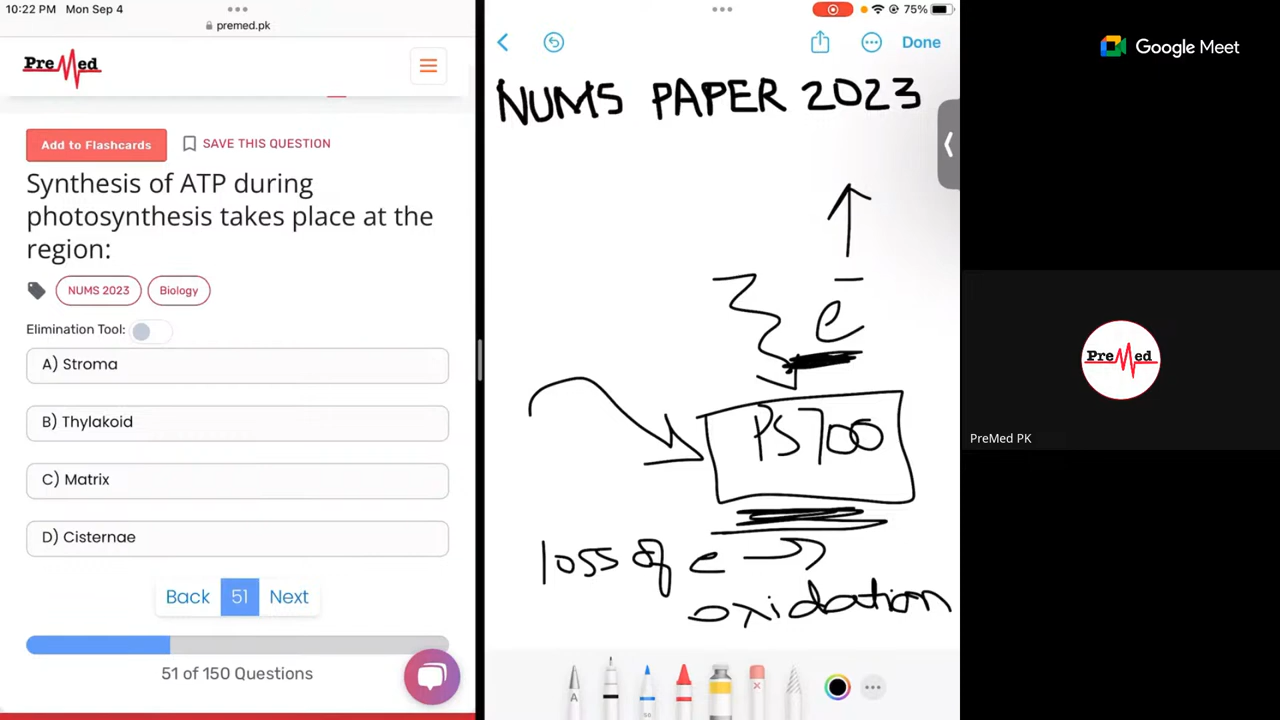 10:22 PM Mon Sep 4
premed.pk
PreMed
Add to Flashcards
SAVE THIS QUESTION
Synthesis of ATP during
photosynthesis takes place at the
region:
NUMS 2023
Biology
Elimination Tool:
A) Stroma
B) Thylakoid
C) Matrix
D) Cisternae
Back 51 Next
51 of 150 Questions
75%
Done
NUMS PAPER 2023
e
PS700
loss of e
oxidation
A
Google Meet
PreMed
PreMed PK